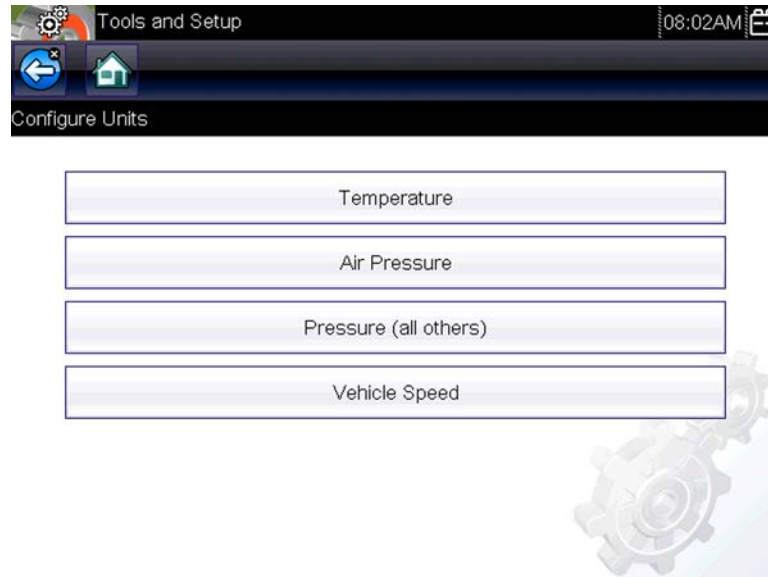 Tools and Setup 08:02AM
Configure Units
Temperature
Air Pressure
Pressure (all others)
Vehicle Speed